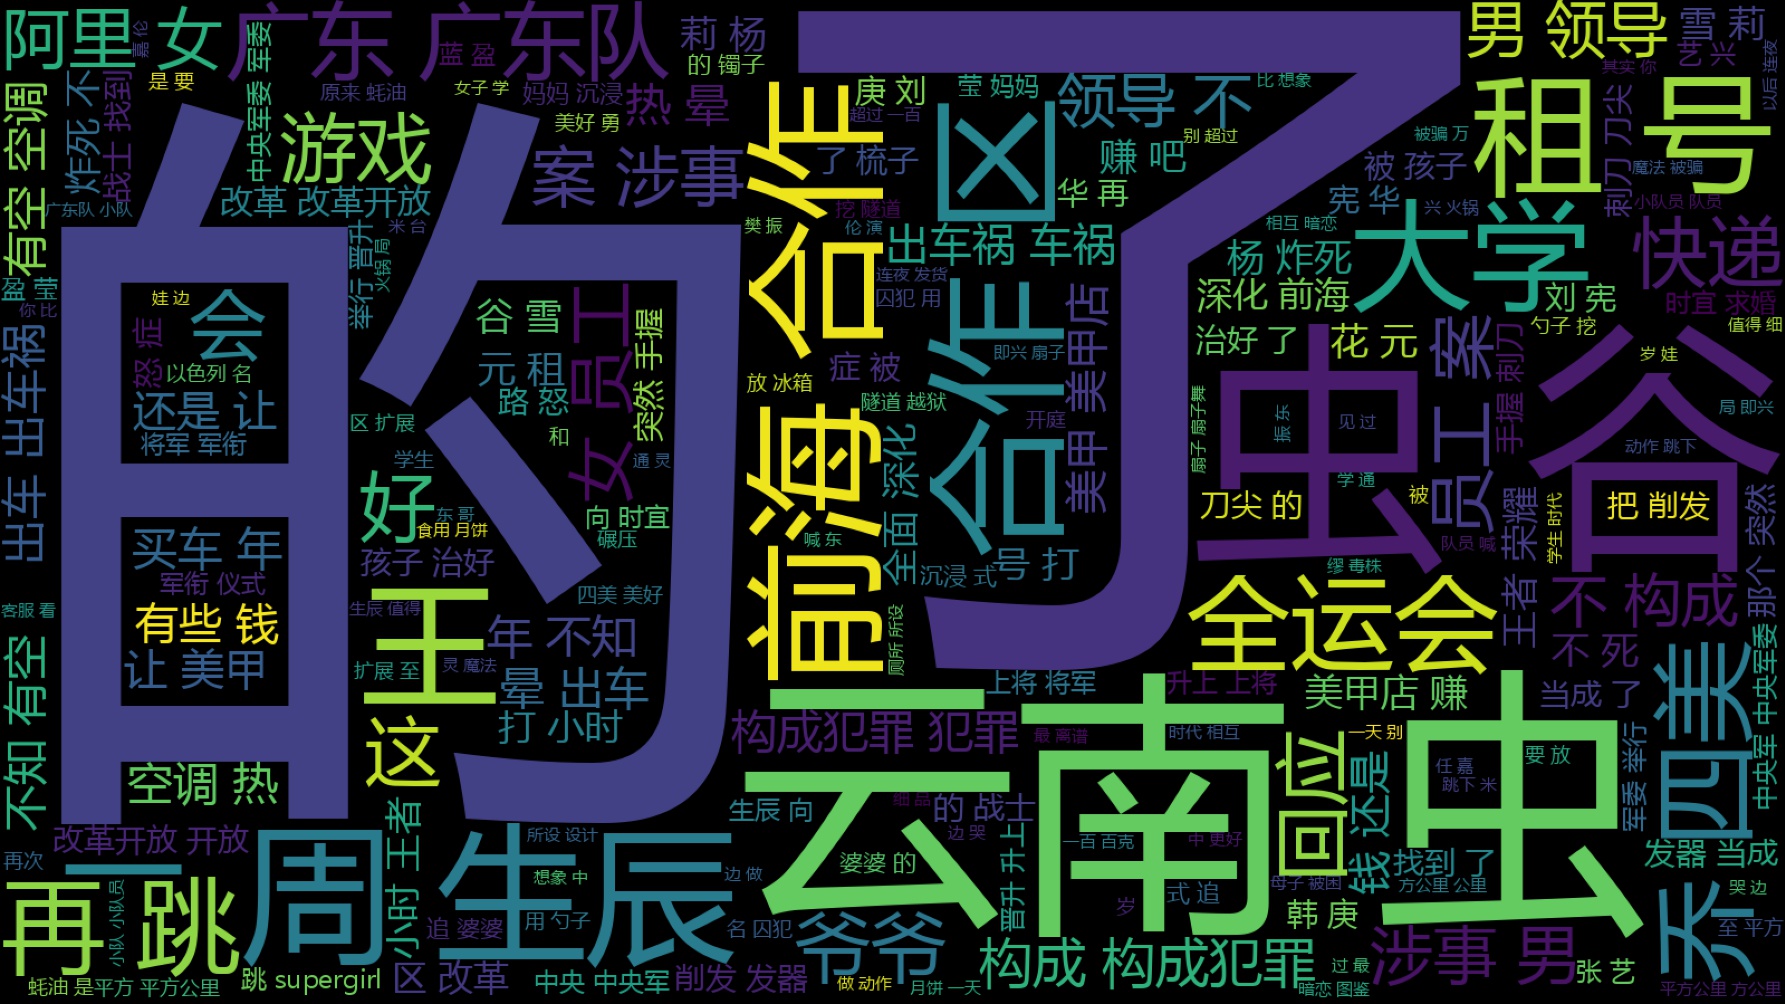 阿里 女
嘉伦
广东 广东队
军委
中央军委
蓝 盈
莉 杨
的 镯子
是 要
原来 蚝油
女子 学
妈妈 沉浸
美好 勇
热 晕
有空 空调
炸死 不
战士 找到
广东队 小队
游戏
改革 改革开放
案 涉事
的
了
前海 合作
合作 区
庚 刘
超过 一百
莹 妈妈
领导 不
比 想象
别 超过
赚 吧
华 再
了 梳子
挖 隧道
伦 演
樊 振
出车祸 车祸
连夜 发货
囚犯 用
男 领导
雪 莉
艺 兴
其实 你
以后 连夜
租 号
被骗 万
被 孩子
魔法 被骗
刺刀 刀尖
小队员 队员
宪 华
兴 火锅
相互 暗恋
大学
杨 炸死
快递
时宜 求婚
深化 前海
刘 宪
勺子 挖
值得 细
治好 了
花 元
岁 娃
盈 莹
你 比
娃 边
会
怒 症
以色列 名
还是 让
将军 军衔
举行 晋升
米 台
火锅 局
谷 雪
元 租
路 怒
女 员工
突然 手握
和
区 扩展
学生
通 灵
放 冰箱
症 被
隧道 越狱
即兴 扇子
开庭
美甲 美甲店
全面 深化
扇子 扇子舞
虫 谷
振 东
见 过
学 通
被
刀尖 的
员工 案
手握 刺刀
局 即兴
动作 跳下
把 削发
出车 出车祸
好
东 哥
食用 月饼
向 时宜
碾压
喊 东
买车 年
军衔 仪式
有些 钱
让 美甲
孩子 治好
四美 美好
生辰 值得
王
年 不知
扩展 至
灵 魔法
晕 出车
打 小时
沉浸 式
号 打
厕所 所设
队员 喊
王者 荣耀
学生 时代
那个 突然
缪 毒株
全运会
不 构成
不 死
客服 看
不知 有空
这
空调 热
上将 将军
升上 上将
美甲店 赚
当成 了
构成犯罪 犯罪
最 离谱
时代 相互
一天 别
云南 虫
回应
还是 钱
任 嘉
跳下 米
要 放
军委 举行
四美
中央军 中央军委
改革开放 开放
王者 小时
再次
一
再 跳
小队 小队员
周 生辰
所设 设计
想象 中
边 做
用 勺子
追 婆婆
名 囚犯
生辰 向
细 品
的 战士
边 哭
婆婆 的
一百 百克
中 更好
晋升 升上
式 追
岁
母子 被困
韩 庚
找到 了
方公里 公里
发器 当成
哭 边
至 平方
爷爷
乔
蚝油 是
平方 平方公里
跳 supergirl
区 改革
中央 中央军
削发 发器
做 动作
月饼 一天
构成 构成犯罪
过 最
暗恋 图鉴
涉事 男
张 艺
平方公里 方公里